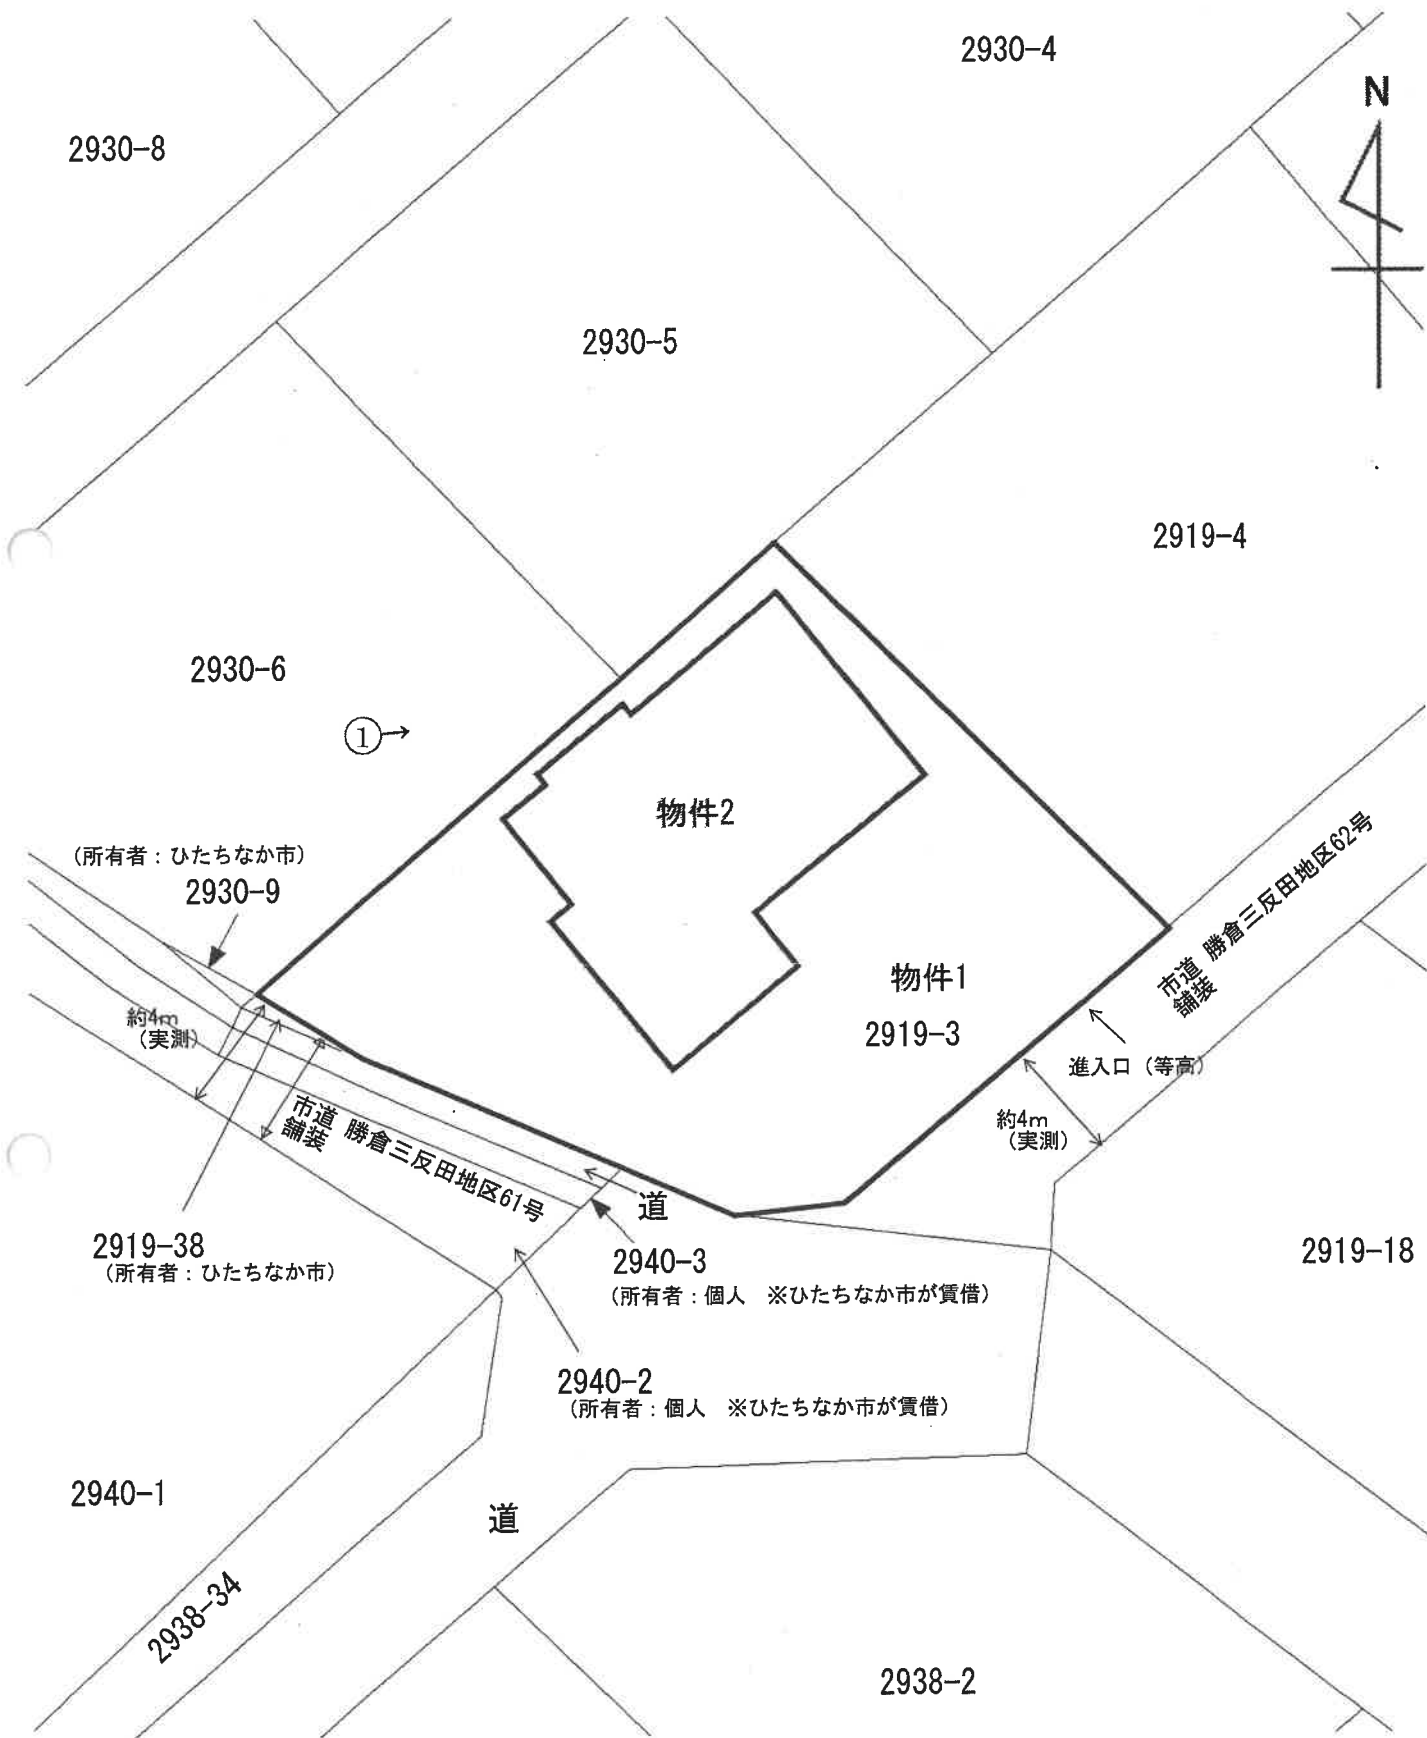 2930-4
N
2930-8
2930-5
2919-4
2930-6
①→
物件2
市道 勝倉三反田地区62号
舗装
(所有者：ひたちなか市)
2930-9
物件1
2919-3
約4m
(実測)
進入口（等高）
約4m
(実測)
市道 勝倉三反田地区61号
舗装
道
2919-38
(所有者：ひたちなか市)
2940-3
(所有者：個人　※ひたちなか市が賃借)
2919-18
2940-2
(所有者：個人　※ひたちなか市が賃借)
2940-1
道
2938-34
2938-2